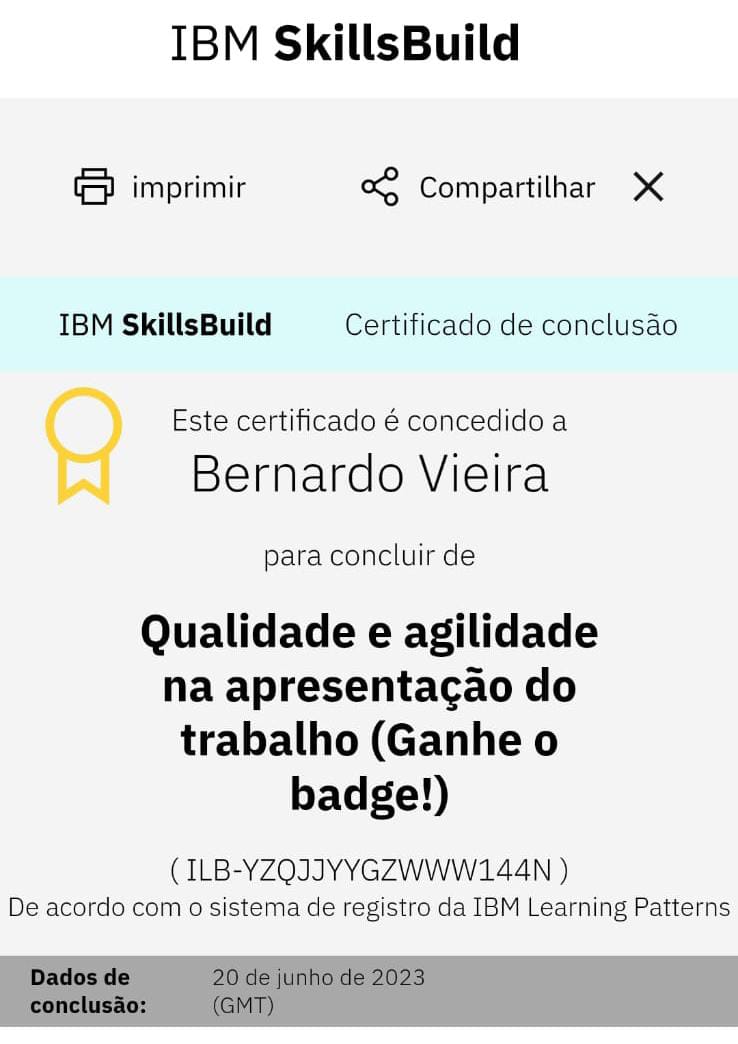 IBM SkillsBuild
imprimir
Compartilhar
IBM SkillsBuild
Certificado de conclusão
Este certificado é concedido a
Bernardo Vieira
para concluir de
Qualidade e agilidade
na apresentação do
trabalho (Ganhe o
badge!)
( ILB-YZQJJYYGZWWW144N )
De acordo com o sistema de registro da IBM Learning Patterns
Dados de
conclusão:
20 de junho de 2023
(GMT)